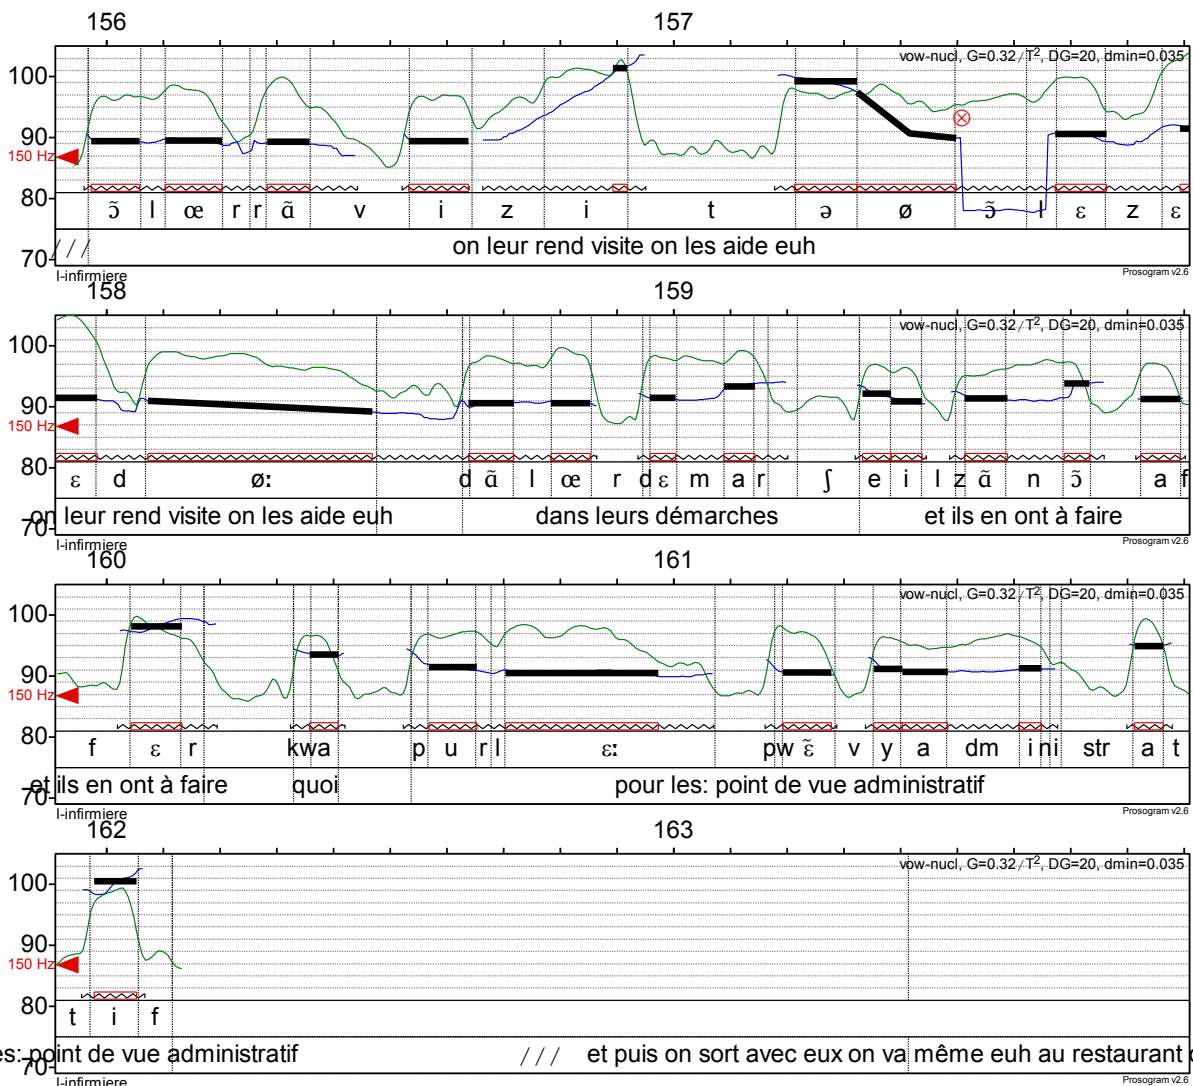 156 157
vow-nucl, G=0.32/T², DG=20, dmin=0.035
100
90
150 Hz
80
ɔ̃ l œ r r ɑ̃ v i z i t ə ø ɔ̃ l ɛ z ɛ
/// on leur rend visite on les aide euh
70
l-infirmiere Prosogram v2.6
158 159
vow-nucl, G=0.32/T², DG=20, dmin=0.035
100
90
150 Hz
80
ɛ d ø: d ɑ̃ l œ r d ɛ m a r ʃ e i l z ɑ̃ n ɔ̃ a f
on leur rend visite on les aide euh dans leurs démarches et ils en ont à faire
70
l-infirmiere Prosogram v2.6
160 161
vow-nucl, G=0.32/T², DG=20, dmin=0.035
100
90
150 Hz
80
f ɛ r kwa p u r l ɛ: pw ɛ̃ v y a dm i ni str a t
et ils en ont à faire quoi pour les: point de vue administratif
70
l-infirmiere Prosogram v2.6
162 163
vow-nucl, G=0.32/T², DG=20, dmin=0.035
100
90
150 Hz
80
t i f
es: point de vue administratif /// et puis on sort avec eux on va même euh au restaurant
70
l-infirmiere Prosogram v2.6